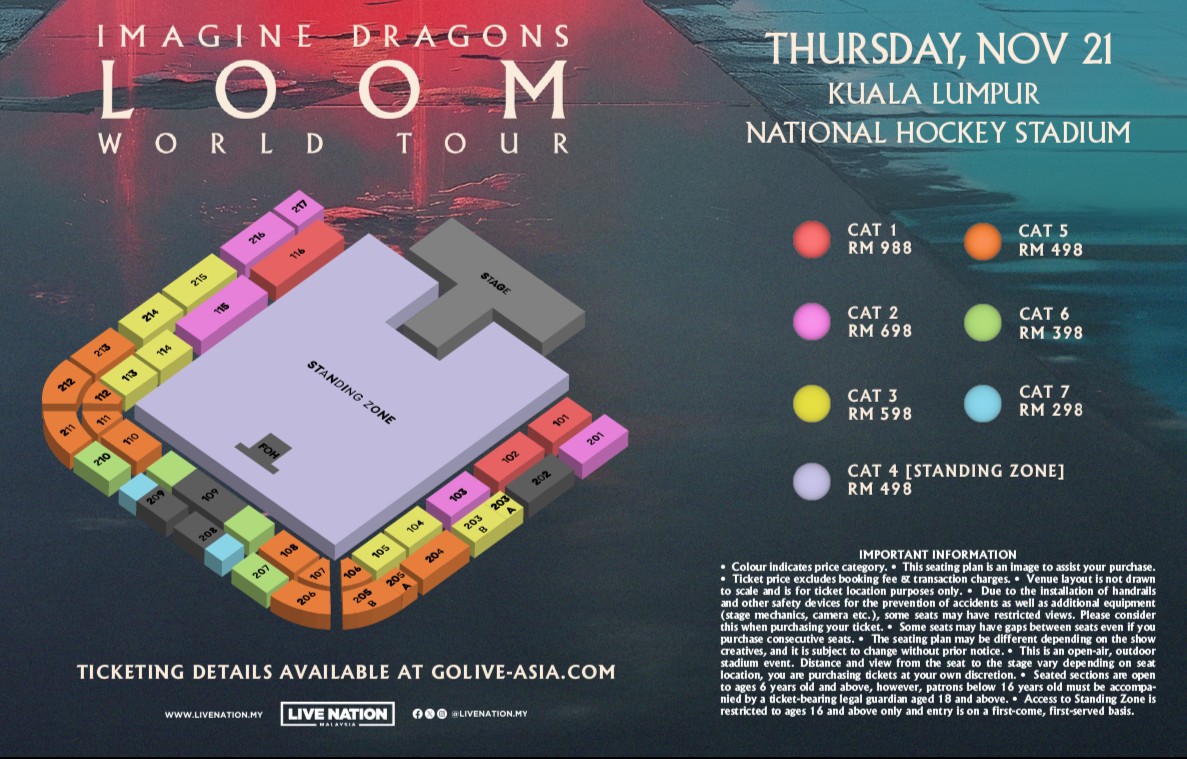 IMAGINE DRAGONS
LOOM
WORLD TOUR
THURSDAY, NOV 21
KUALA LUMPUR
NATIONAL HOCKEY STADIUM
217
216
116
215
115
214
114
213
113
212
112
211
111
110
210
209
109
208
207
108
107
206
STAGE
STANDING ZONE
FOH
101
201
102
202
103
203
A
203
B
104
204
105
106
205
A
205
B
CAT 1
RM 988
CAT 5
RM 498
CAT 2
RM 698
CAT 6
RM 398
CAT 3
RM 598
CAT 7
RM 298
CAT 4 [STANDING ZONE]
RM 498
IMPORTANT INFORMATION
• Colour indicates price category. • This seating plan is an image to assist your purchase.
• Ticket price excludes booking fee & transaction charges. • Venue layout is not drawn
to scale and is for ticket location purposes only. • Due to the installation of handrails
and other safety devices for the prevention of accidents as well as additional equipment
(stage mechanics, camera etc.), some seats may have restricted views. Please consider
this when purchasing your ticket. • Some seats may have gaps between seats even if you
purchase consecutive seats. • The seating plan may be different depending on the show
creatives, and it is subject to change without prior notice. • This is an open-air, outdoor
stadium event. Distance and view from the seat to the stage vary depending on seat
location, you are purchasing tickets at your own discretion. • Seated sections are open
to ages 6 years old and above, however, patrons below 16 years old must be accompa-
nied by a ticket-bearing legal guardian aged 18 and above. • Access to Standing Zone is
restricted to ages 16 and above only and entry is on a first-come, first-served basis.
TICKETING DETAILS AVAILABLE AT GOLIVE-ASIA.COM
WWW.LIVENATION.MY
LIVE NATION
MALAYSIA
@LIVENATION.MY